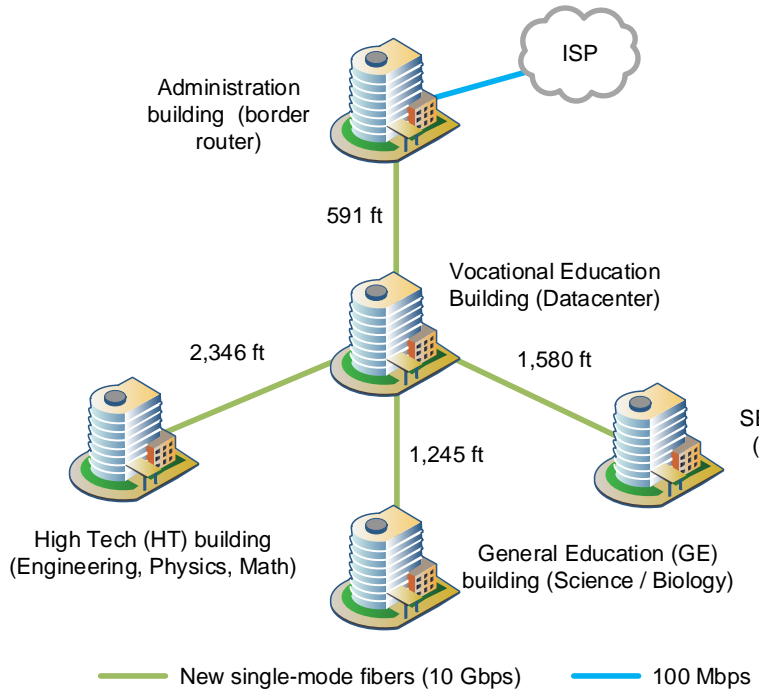 ISP
Administration
building (border
router)
591 ft
Vocational Education
Building (Datacenter)
2,346 ft
1,580 ft
SE
(
1,245 ft
High Tech (HT) building
(Engineering, Physics, Math)
General Education (GE)
building (Science / Biology)
New single-mode fibers (10 Gbps)
100 Mbps